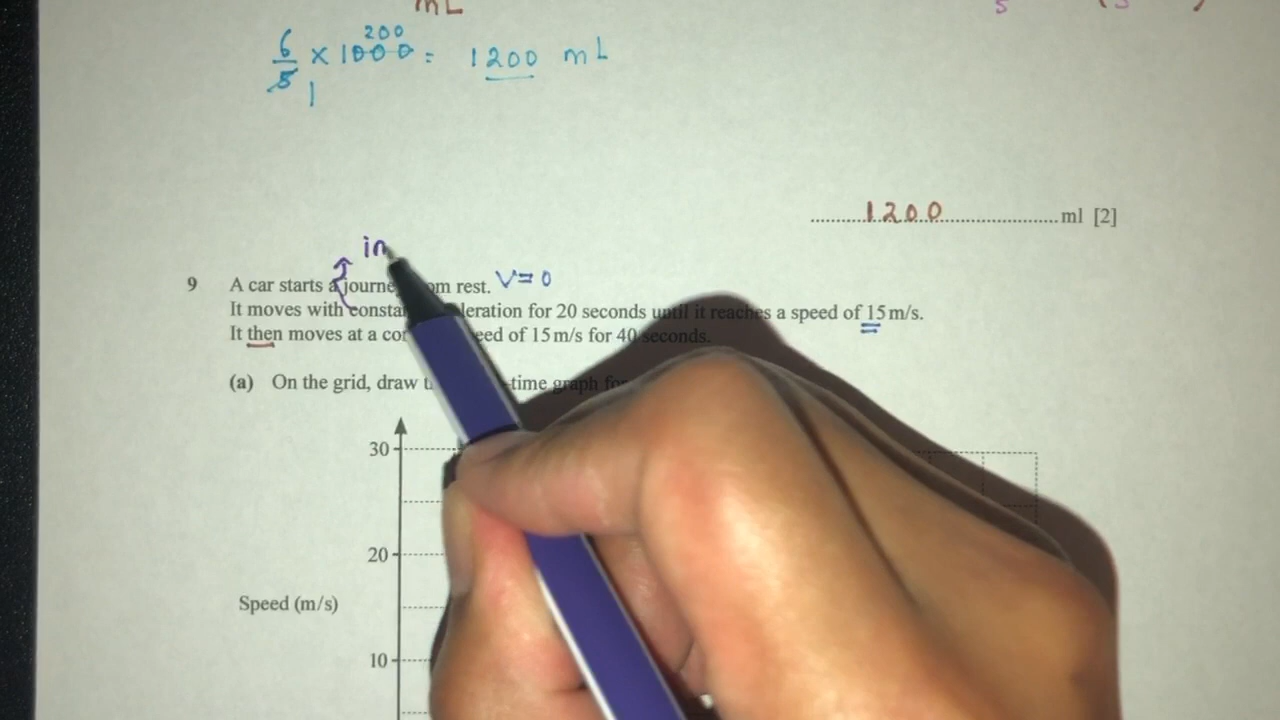 mL
6/5 x 1000 = 1200 mL
200
1
1200 ml [2]
in
9 A car starts a journey from rest. V=0
It moves with constant acceleration for 20 seconds until it reaches a speed of 15 m/s.
It then moves at a constant speed of 15 m/s for 40 seconds.
(a) On the grid, draw -time graph for
30
20
Speed (m/s)
10